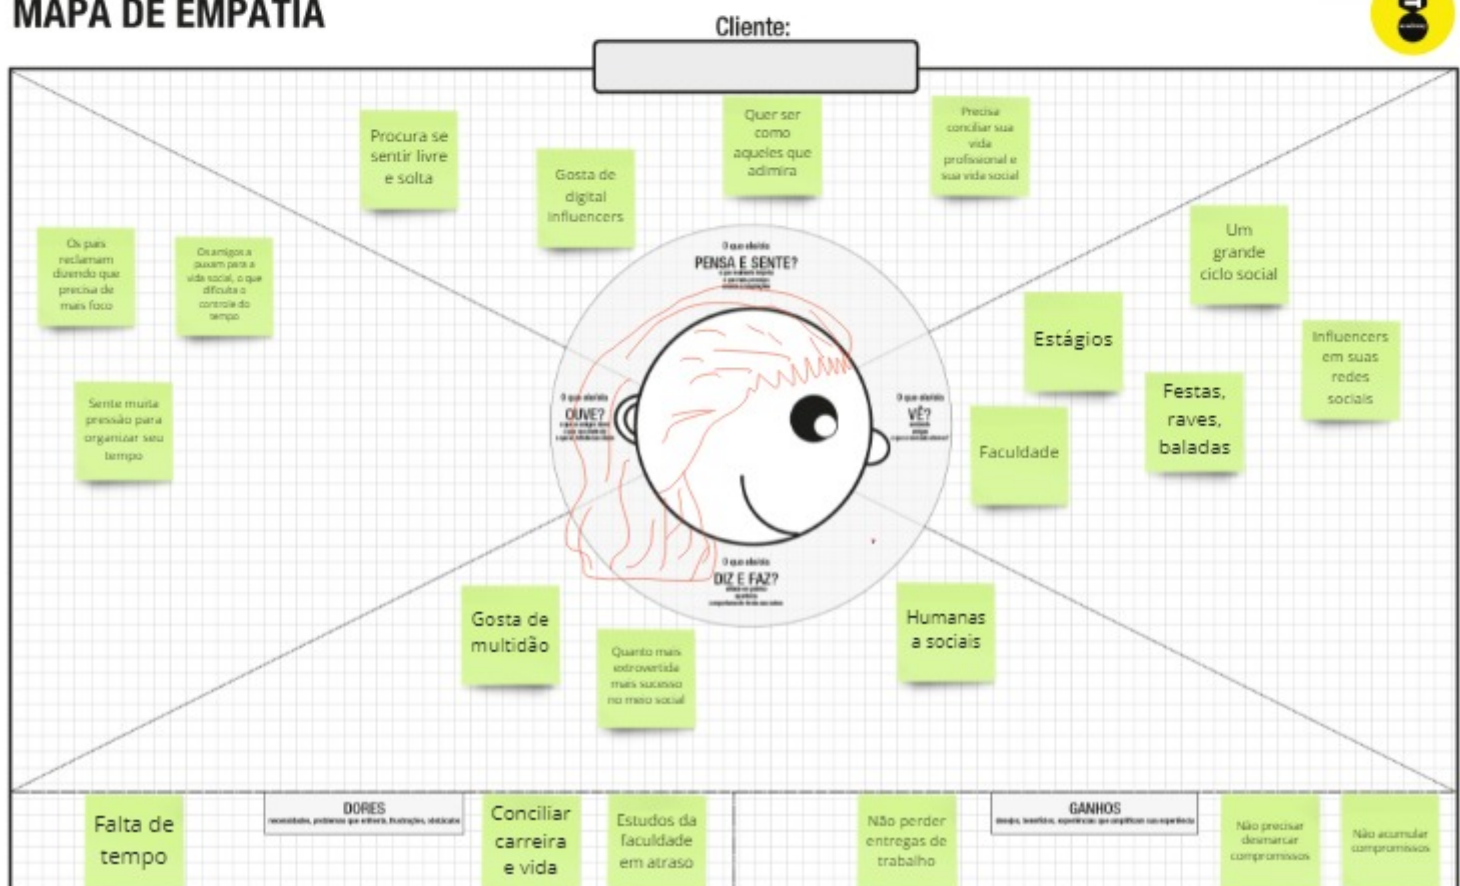 MAPA DE EMPATIA
Cliente:
Procura se
sentir livre
e solta
Gosta de
digital
influencers
Quer ser
como
aqueles que
admira
Precisa
conciliar sua
vida
profissional e
sua vida social
Os pais
reclamam
dizendo que
precisa de
mais foco
Os amigos a
puxam para a
vida social, o que
dificulta o
controle do
tempo
Sente muita
pressão para
organizar seu
tempo
O que ele/ela
PENSA E SENTE?
O que ele/ela
OUVE?
O que ele/ela
VÊ?
O que ele/ela
DIZ E FAZ?
Um
grande
ciclo social
Estágios
Influencers
em suas
redes
sociais
Festas,
raves,
baladas
Faculdade
Gosta de
multidão
Quanto mais
extrovertida
mais sucesso
no meio social
Humanas
a sociais
Falta de
tempo
DORES
Conciliar
carreira
e vida
Estudos da
faculdade
em atraso
Não perder
entregas de
trabalho
GANHOS
Não precisar
desmarcar
compromissos
Não acumular
compromissos